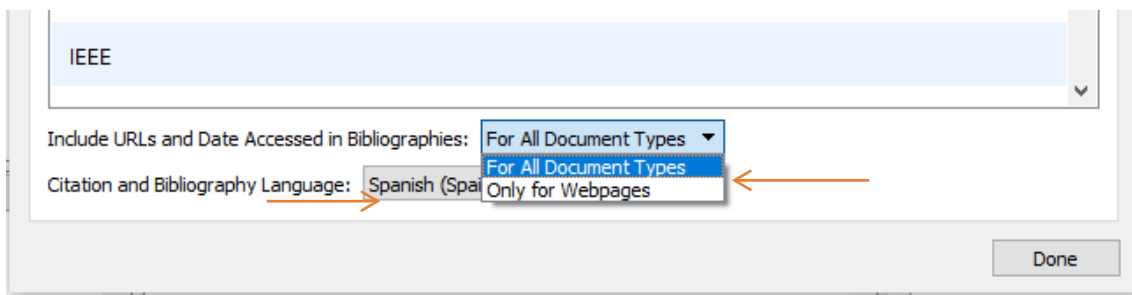 IEEE
Include URLs and Date Accessed in Bibliographies: For All Document Types
For All Document Types
Only for Webpages
Citation and Bibliography Language: Spanish (Spai
Done